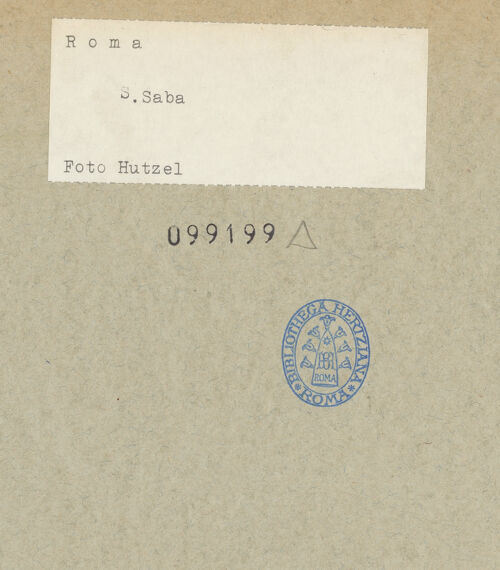 Roma
S.Saba
Foto Hutzel
099199
BIBLIOTHECA HERTZIANA
ROMA
ROMA